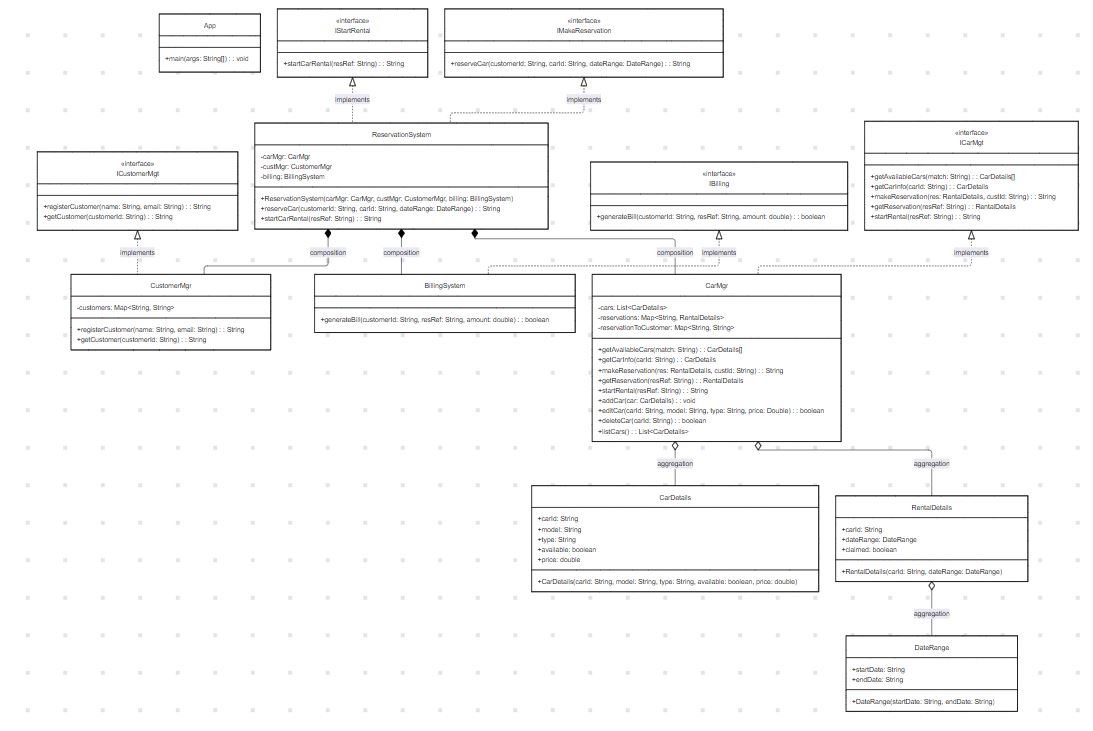 App
+main(args: String[]) : : void
«interface»
IStartRental
+startCarRental(resRef: String) : : String
«interface»
IMakeReservation
+reserveCar(customerId: String, carId: String, dateRange: DateRange) : : String
implements
implements
ReservationSystem
-carMgr: CarMgr
-custMgr: CustomerMgr
-billing: BillingSystem
+ReservationSystem(carMgr: CarMgr, custMgr: CustomerMgr, billing: BillingSystem)
+reserveCar(customerId: String, carId: String, dateRange: DateRange) : : String
+startCarRental(resRef: String) : : String
«interface»
ICustomerMgt
+registerCustomer(name: String, email: String) : : String
+getCustomer(customerId: String) : : String
«interface»
IBilling
+generateBill(customerId: String, resRef: String, amount: double) : : boolean
«interface»
ICarMgt
+getAvailableCars(match: String) : : CarDetails[]
+getCarInfo(carId: String) : : CarDetails
+makeReservation(res: RentalDetails, custId: String) : : String
+getReservation(resRef: String) : : RentalDetails
+startRental(resRef: String) : : String
implements
composition
composition
composition
implements
implements
CustomerMgr
-customers: Map<String, String>
+registerCustomer(name: String, email: String) : : String
+getCustomer(customerId: String) : : String
BillingSystem
+generateBill(customerId: String, resRef: String, amount: double) : : boolean
CarMgr
-cars: List<CarDetails>
-reservations: Map<String, RentalDetails>
-reservationToCustomer: Map<String, String>
+getAvailableCars(match: String) : : CarDetails[]
+getCarInfo(carId: String) : : CarDetails
+makeReservation(res: RentalDetails, custId: String) : : String
+getReservation(resRef: String) : : RentalDetails
+startRental(resRef: String) : : String
+addCar(car: CarDetails) : : void
+editCar(carId: String, model: String, type: String, price: Double) : : boolean
+deleteCar(carId: String) : : boolean
+listCars() : : List<CarDetails>
aggregation
aggregation
CarDetails
+carId: String
+model: String
+type: String
+available: boolean
+price: double
+CarDetails(carId: String, model: String, type: String, available: boolean, price: double)
RentalDetails
+carId: String
+dateRange: DateRange
+claimed: boolean
+RentalDetails(carId: String, dateRange: DateRange)
aggregation
DateRange
+startDate: String
+endDate: String
+DateRange(startDate: String, endDate: String)